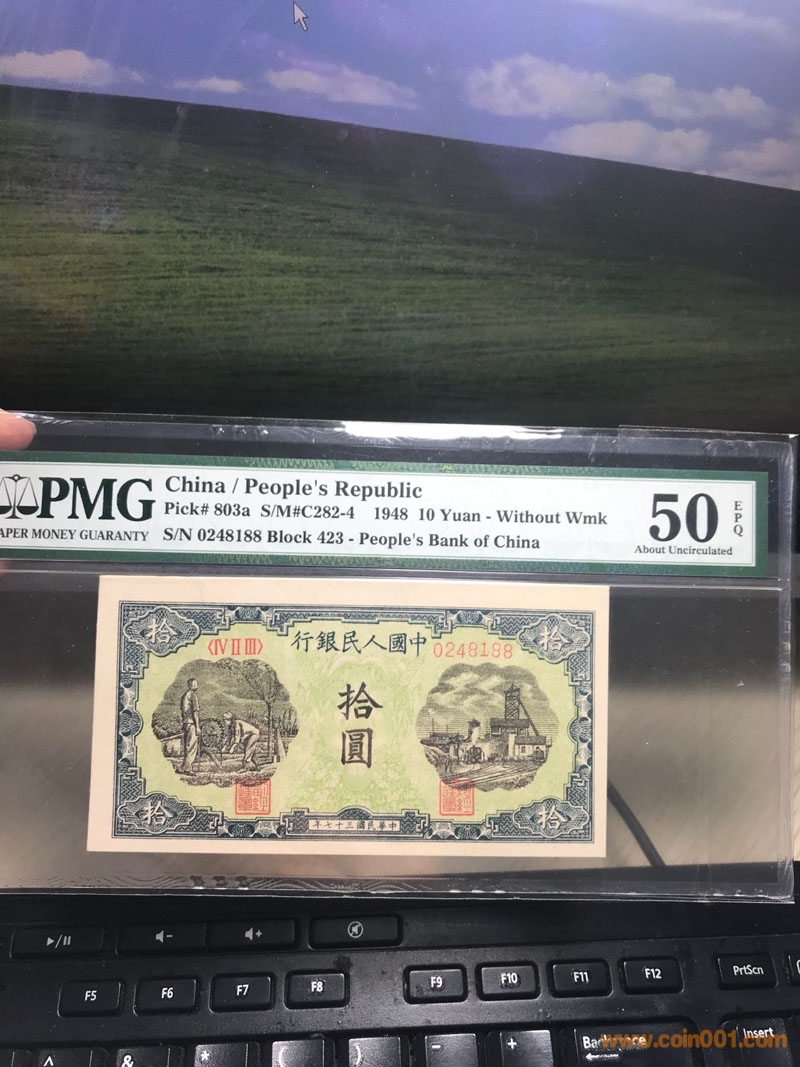 PMG
APER MONEY GUARANTY
China / People's Republic
Pick# 803a S/M#C282-4 1948 10 Yuan - Without Wmk
S/N 0248188 Block 423 - People's Bank of China
50
About Uncirculated
EPQ
拾
拾
〈IV II III〉
行銀民人國中
0248188
拾
圓
拾
拾
年七十三國民華中
▶/II
F5
F6
F7
F8
F9
F10
F11
F12
PrtScn
^
&
*
(
)
-
+
Backspace
Insert
www.coin001.com